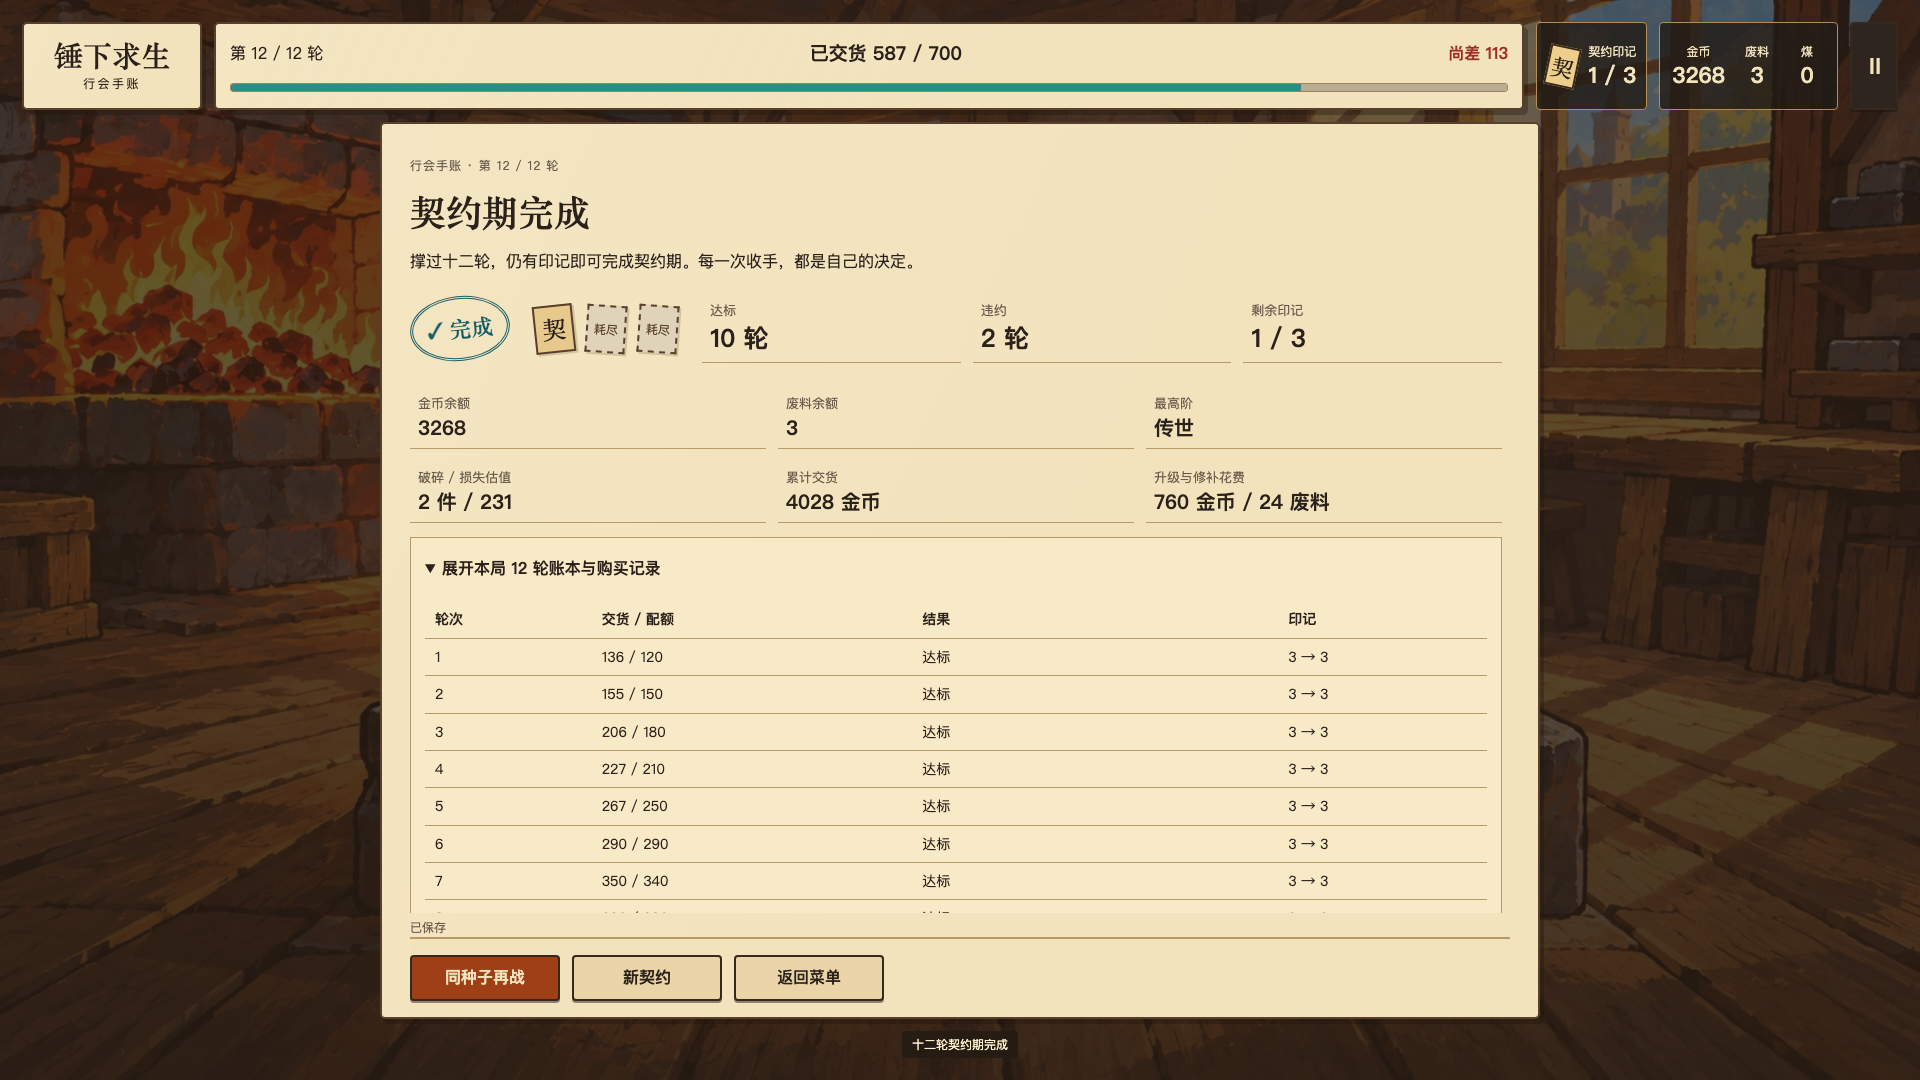 锤下求生
行会手账
第 12 / 12 轮
已交货 587 / 700
尚差 113
契
契约印记
1 / 3
金币 废料 煤
3268 3 0
行会手账 · 第 12 / 12 轮
契约期完成
撑过十二轮，仍有印记即可完成契约期。每一次收手，都是自己的决定。
✓ 完成
契
耗尽
耗尽
达标
10 轮
违约
2 轮
剩余印记
1 / 3
金币余额
3268
废料余额
3
最高阶
传世
破碎 / 损失估值
2 件 / 231
累计交货
4028 金币
升级与修补花费
760 金币 / 24 废料
▼ 展开本局 12 轮账本与购买记录
轮次 交货 / 配额 结果 印记
1 136 / 120 达标 3 → 3
2 155 / 150 达标 3 → 3
3 206 / 180 达标 3 → 3
4 227 / 210 达标 3 → 3
5 267 / 250 达标 3 → 3
6 290 / 290 达标 3 → 3
7 350 / 340 达标 3 → 3
已保存
同种子再战
新契约
返回菜单
十二轮契约期完成